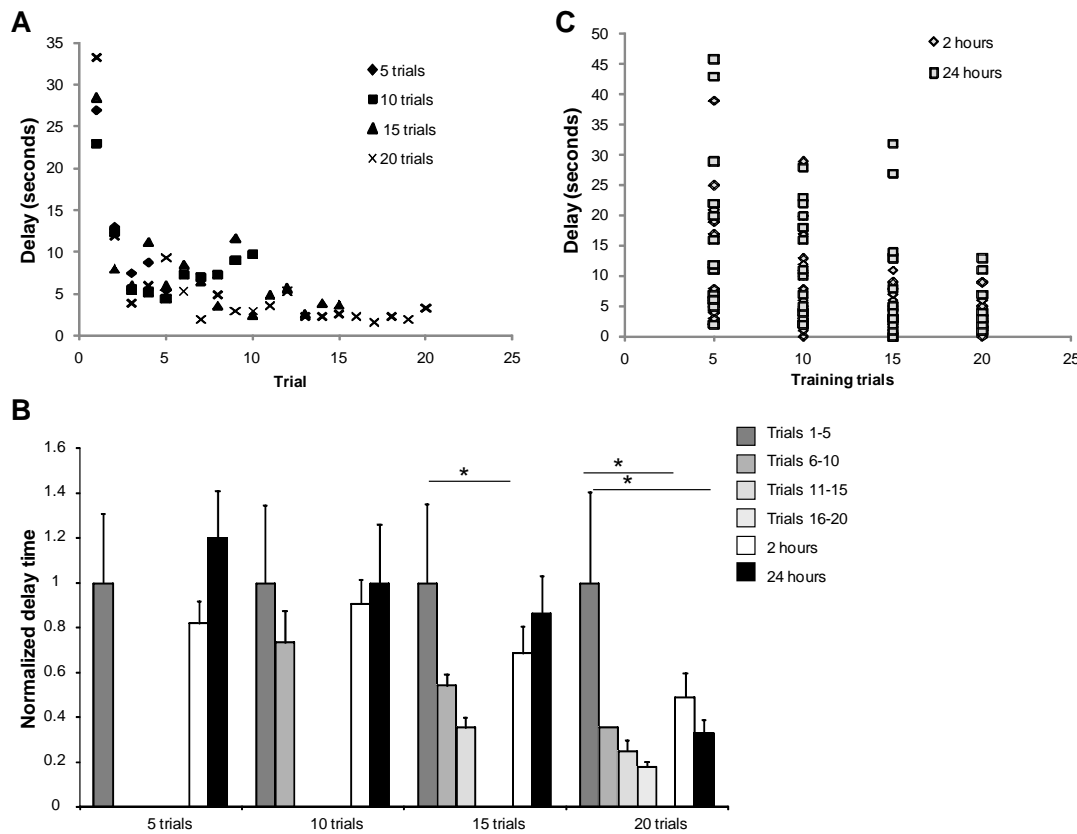 A
35
30
25
20
15
10
5
0
Delay (seconds)
5 trials
10 trials
15 trials
20 trials
0 5 10 15 20 25
Trial
C
50
45
40
35
30
25
20
15
10
5
0
Delay (seconds)
2 hours
24 hours
0 5 10 15 20 25
Training trials
B
1.6
1.4
1.2
1
0.8
0.6
0.4
0.2
0
Normalized delay time
*
*
*
Trials 1-5
Trials 6-10
Trials 11-15
Trials 16-20
2 hours
24 hours
5 trials 10 trials 15 trials 20 trials